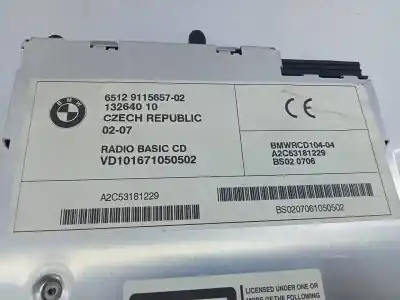 BMW
6512 9115657-02
132640 10
CZECH REPUBLIC
02-07
RADIO BASIC CD
VD101671050502
BMWRCD104-04
A2C53181229
BS02 0706
CE
A2C53181229
BS0207061050502
LICENSED UNDER ONE OR